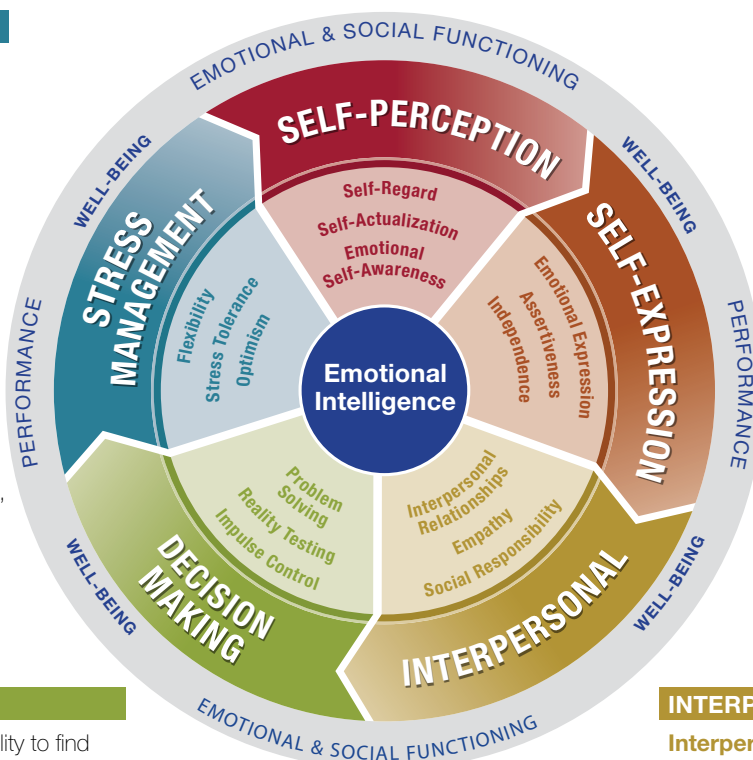 EMOTIONAL & SOCIAL FUNCTIONING
WELL-BEING
WELL-BEING
PERFORMANCE
PERFORMANCE
SELF-PERCEPTION
Self-Regard
Self-Actualization
Emotional
Self-Awareness
SELF-EXPRESSION
Emotional Expression
Assertiveness
Independence
STRESS
MANAGEMENT
Flexibility
Stress Tolerance
Optimism
Emotional
Intelligence
INTERPERSONAL
Interpersonal
Relationships
Empathy
Social Responsibility
DECISION
MAKING
Problem
Solving
Reality Testing
Impulse Control
WELL-BEING
WELL-BEING
EMOTIONAL & SOCIAL FUNCTIONING
,
lity to find
INTERP
Interper